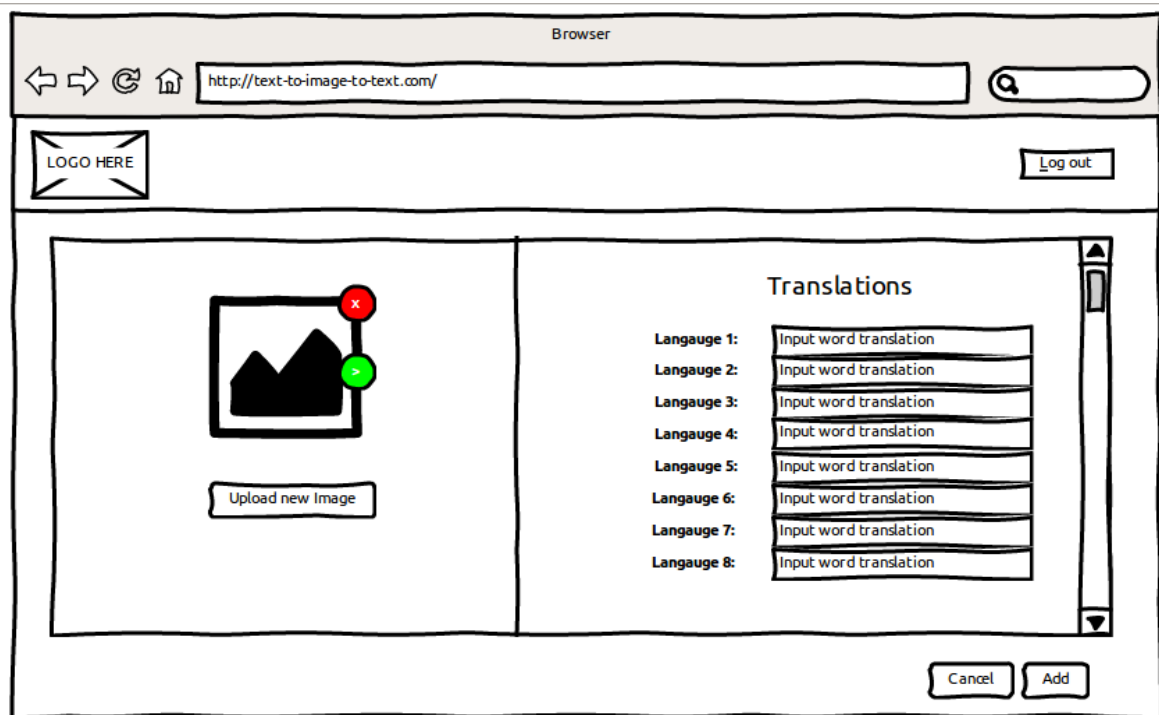 Browser
http://text-to-image-to-text.com/
LOGO HERE
Log out
x
>
Upload new Image
Translations
Langauge 1: Input word translation
Langauge 2: Input word translation
Langauge 3: Input word translation
Langauge 4: Input word translation
Langauge 5: Input word translation
Langauge 6: Input word translation
Langauge 7: Input word translation
Langauge 8: Input word translation
Cancel
Add